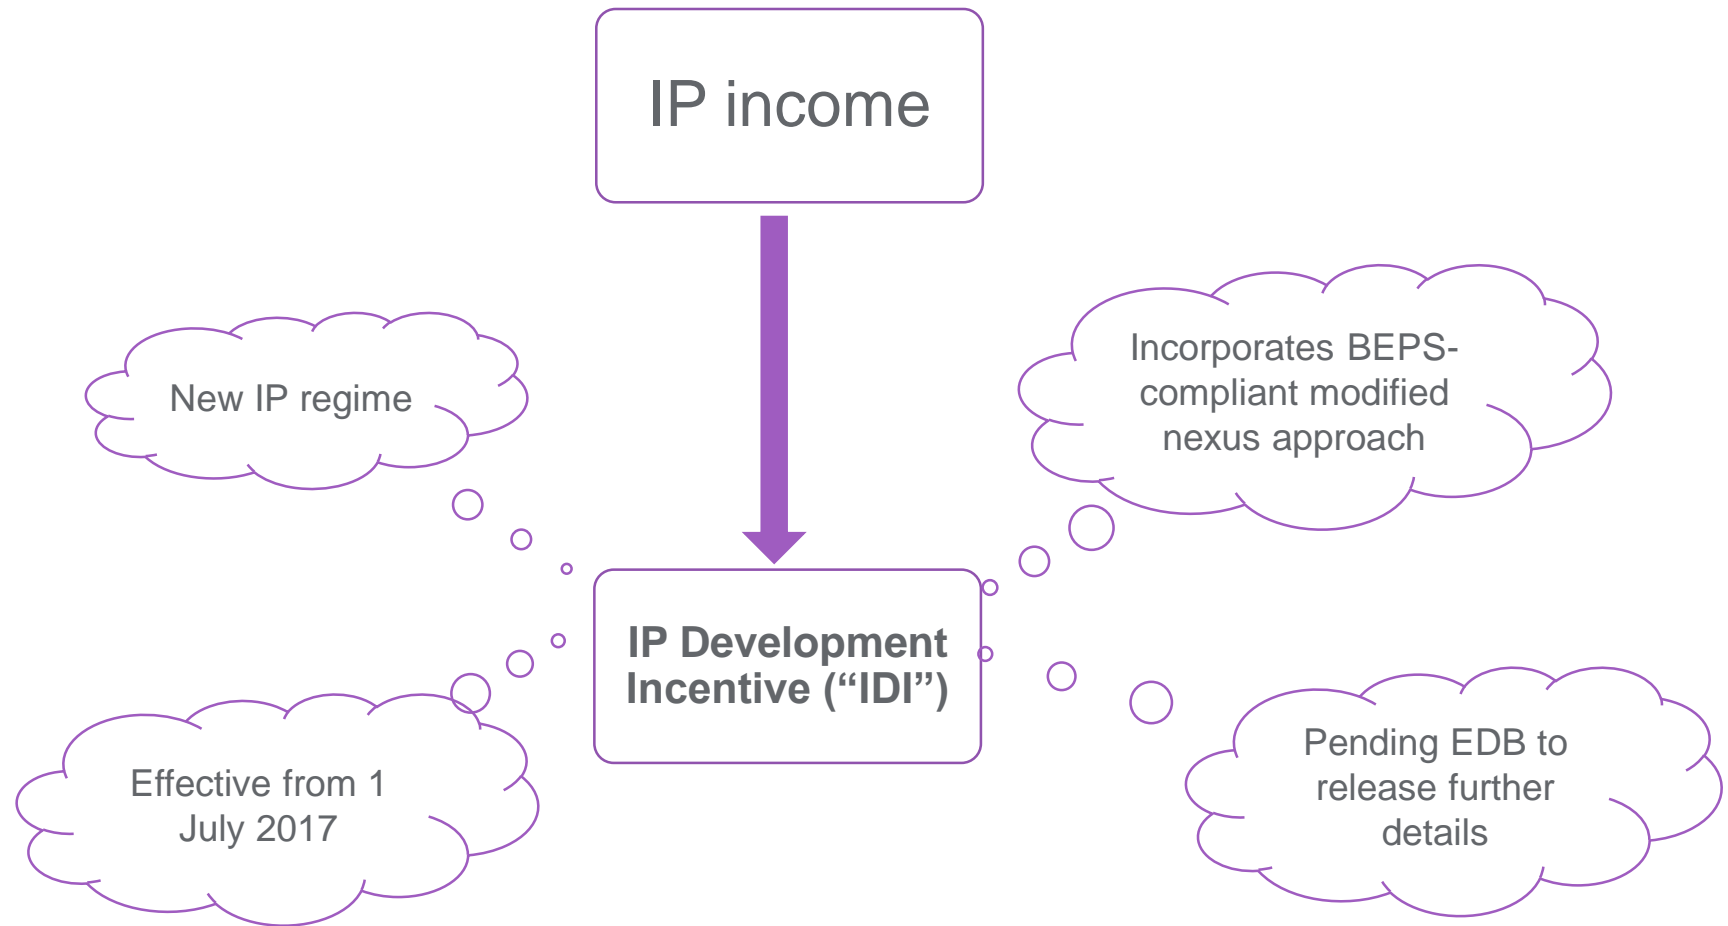 IP income
New IP regime
Incorporates BEPS-
compliant modified
nexus approach
IP Development
Incentive (“IDI”)
Effective from 1
July 2017
Pending EDB to
release further
details